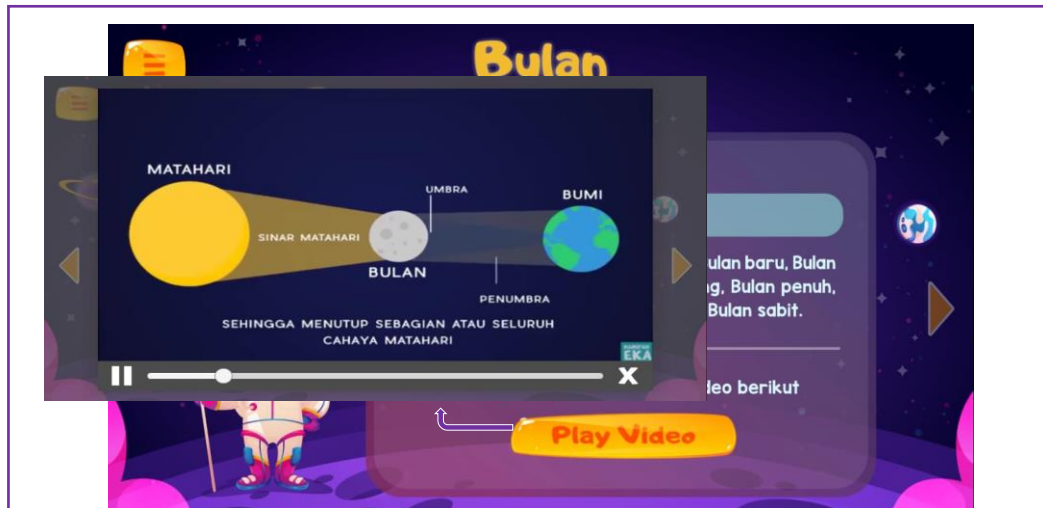 Bulan
MATAHARI
UMBRA
BUMI
SINAR MATAHARI
BULAN
PENUMBRA
SEHINGGA MENUTUP SEBAGIAN ATAU SELURUH
CAHAYA MATAHARI
EKA
ulan baru, Bulan
g, Bulan penuh,
Bulan sabit.
deo berikut
Play Video